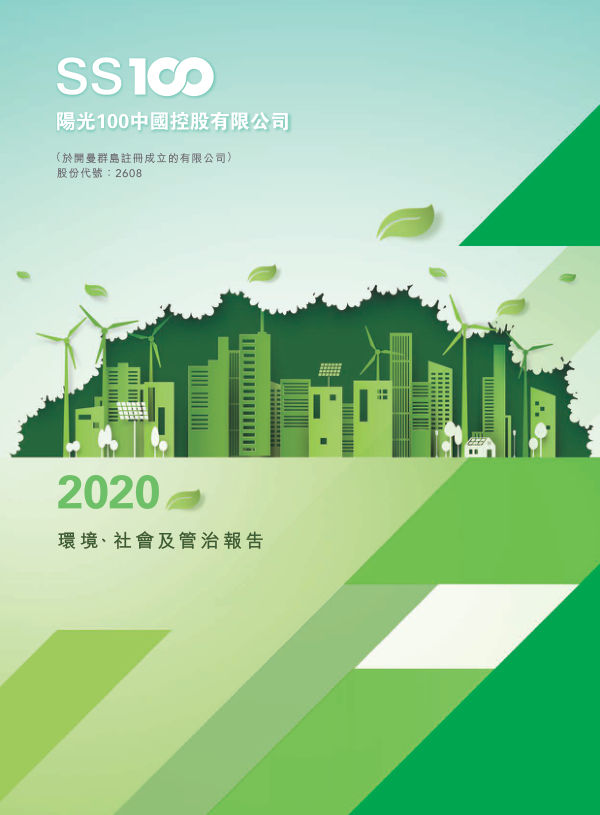 SS100
陽光100中國控股有限公司
（於開曼群島註冊成立的有限公司）
股份代號：2608
2020
環境、社會及管治報告